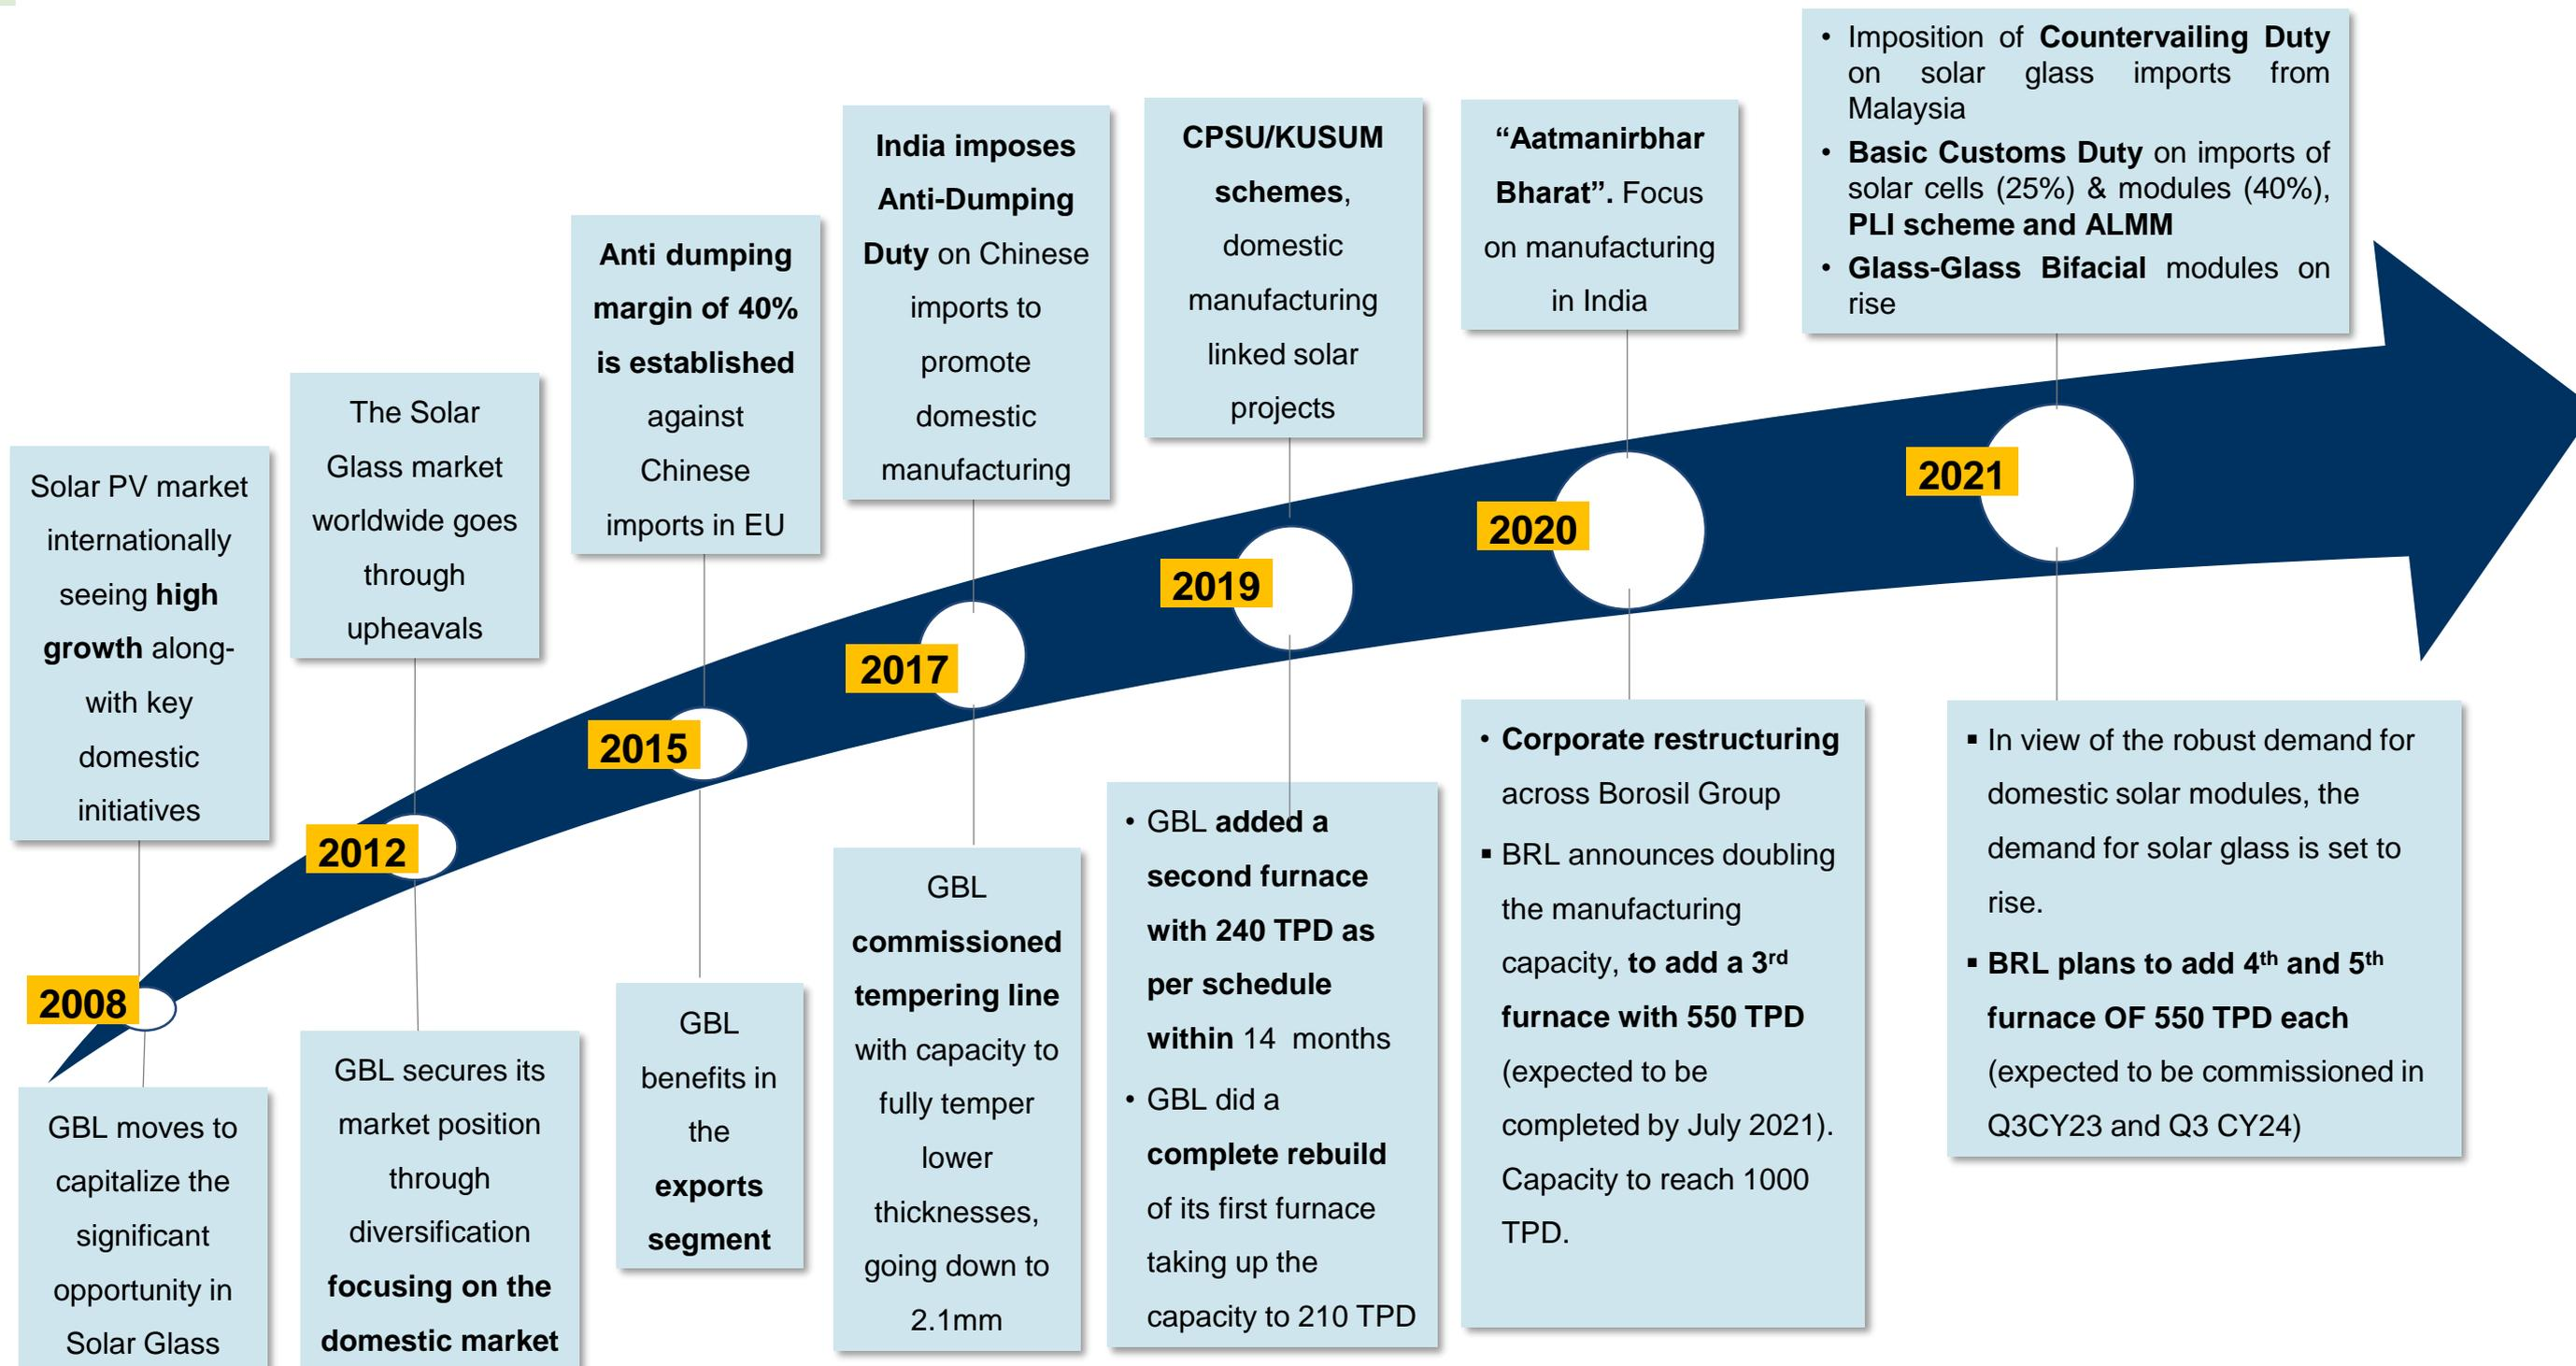 Solar PV market
internationally
seeing high
growth along-
with key
domestic
initiatives
2008
GBL moves to
capitalize the
significant
opportunity in
Solar Glass
The Solar
Glass market
worldwide goes
through
upheavals
2012
GBL secures its
market position
through
diversification
focusing on the
domestic market
Anti dumping
margin of 40%
is established
against
Chinese
imports in EU
2015
GBL
benefits in
the
exports
segment
India imposes
Anti-Dumping
Duty on Chinese
imports to
promote
domestic
manufacturing
2017
GBL
commissioned
tempering line
with capacity to
fully temper
lower
thicknesses,
going down to
2.1mm
CPSU/KUSUM
schemes,
domestic
manufacturing
linked solar
projects
2019
• GBL added a
second furnace
with 240 TPD as
per schedule
within 14 months
• GBL did a
complete rebuild
of its first furnace
taking up the
capacity to 210 TPD
“Aatmanirbhar
Bharat”. Focus
on manufacturing
in India
2020
• Corporate restructuring
across Borosil Group
▪ BRL announces doubling
the manufacturing
capacity, to add a 3rd
furnace with 550 TPD
(expected to be
completed by July 2021).
Capacity to reach 1000
TPD.
• Imposition of Countervailing Duty
on solar glass imports from
Malaysia
• Basic Customs Duty on imports of
solar cells (25%) & modules (40%),
PLI scheme and ALMM
• Glass-Glass Bifacial modules on
rise
2021
▪ In view of the robust demand for
domestic solar modules, the
demand for solar glass is set to
rise.
▪ BRL plans to add 4th and 5th
furnace OF 550 TPD each
(expected to be commissioned in
Q3CY23 and Q3 CY24)